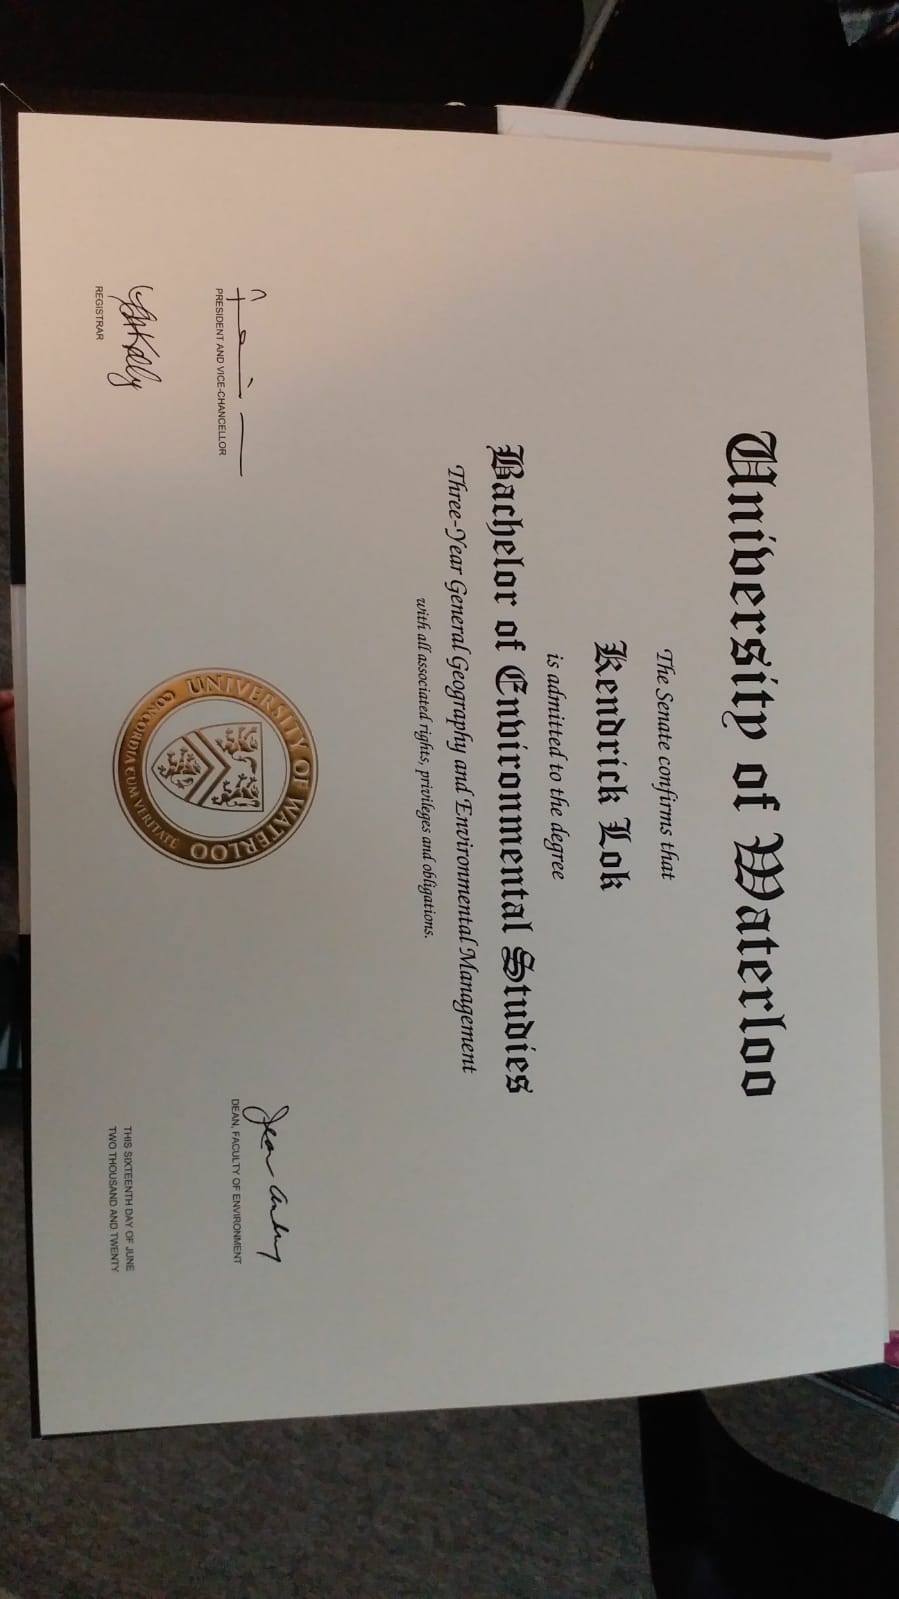 University of Waterloo
The Senate confirms that
Kendrick Lok
is admitted to the degree
Bachelor of Environmental Studies
Three-Year General Geography and Environmental Management
with all associated rights, privileges and obligations.
PRESIDENT AND VICE-CHANCELLOR
REGISTRAR
UNIVERSITY OF WATERLOO
CONCORDIA CUM VERITATE
DEAN, FACULTY OF ENVIRONMENT
THIS SIXTEENTH DAY OF JUNE
TWO THOUSAND AND TWENTY